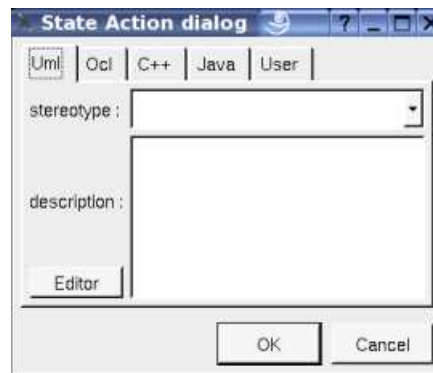 State Action dialog
Uml Ocl C++ Java User
stereotype :
description :
Editor
OK Cancel